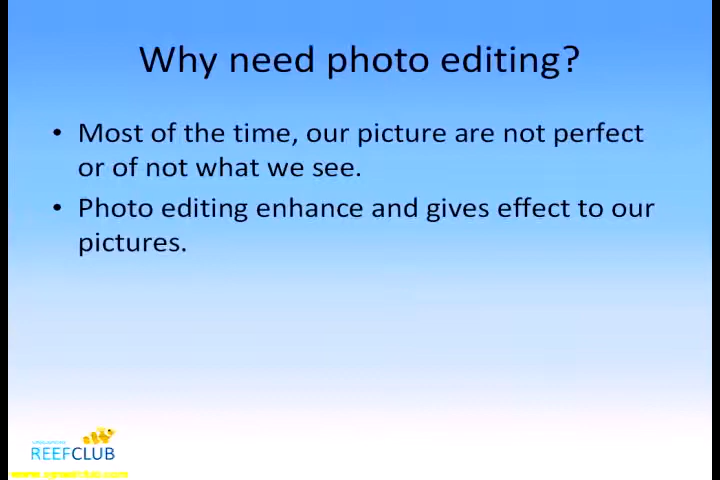 Why need photo editing?
• Most of the time, our picture are not perfect
or of not what we see.
• Photo editing enhance and gives effect to our
pictures.
REEFCLUB